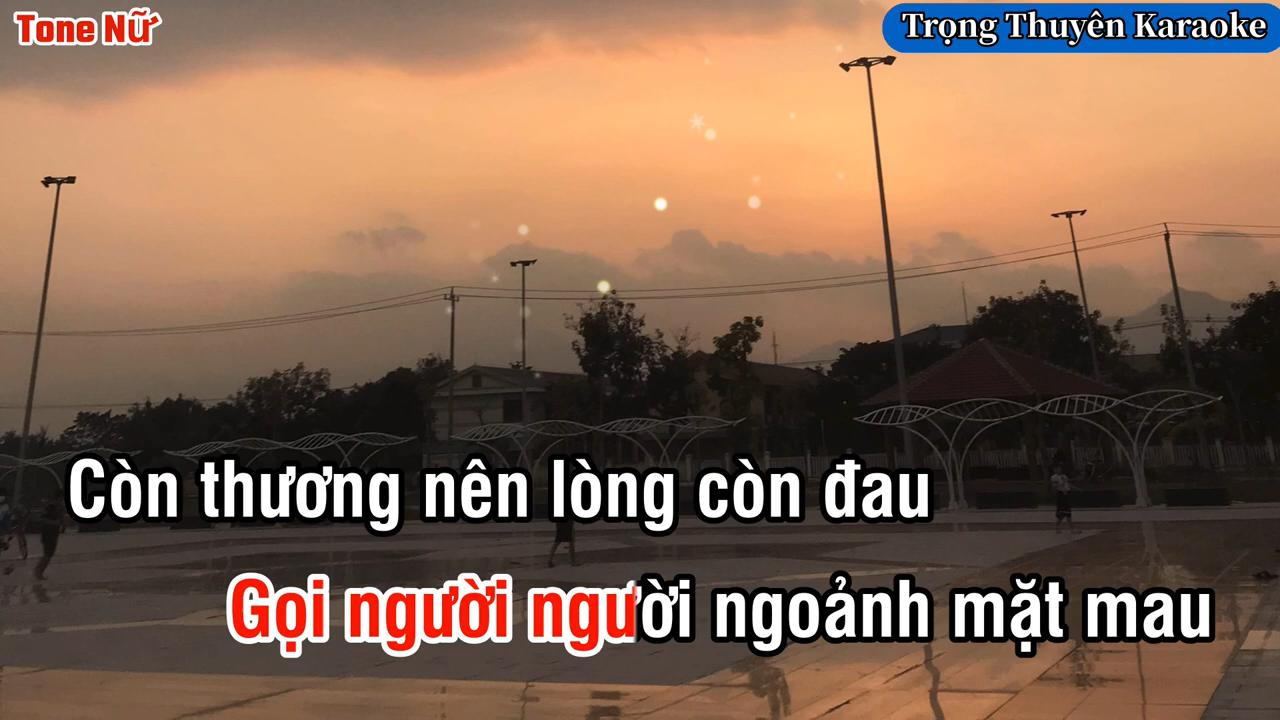 Tone Nữ
Trọng Thuyên Karaoke
Còn thương nên lòng còn đau
Gọi người người ngoảnh mặt mau